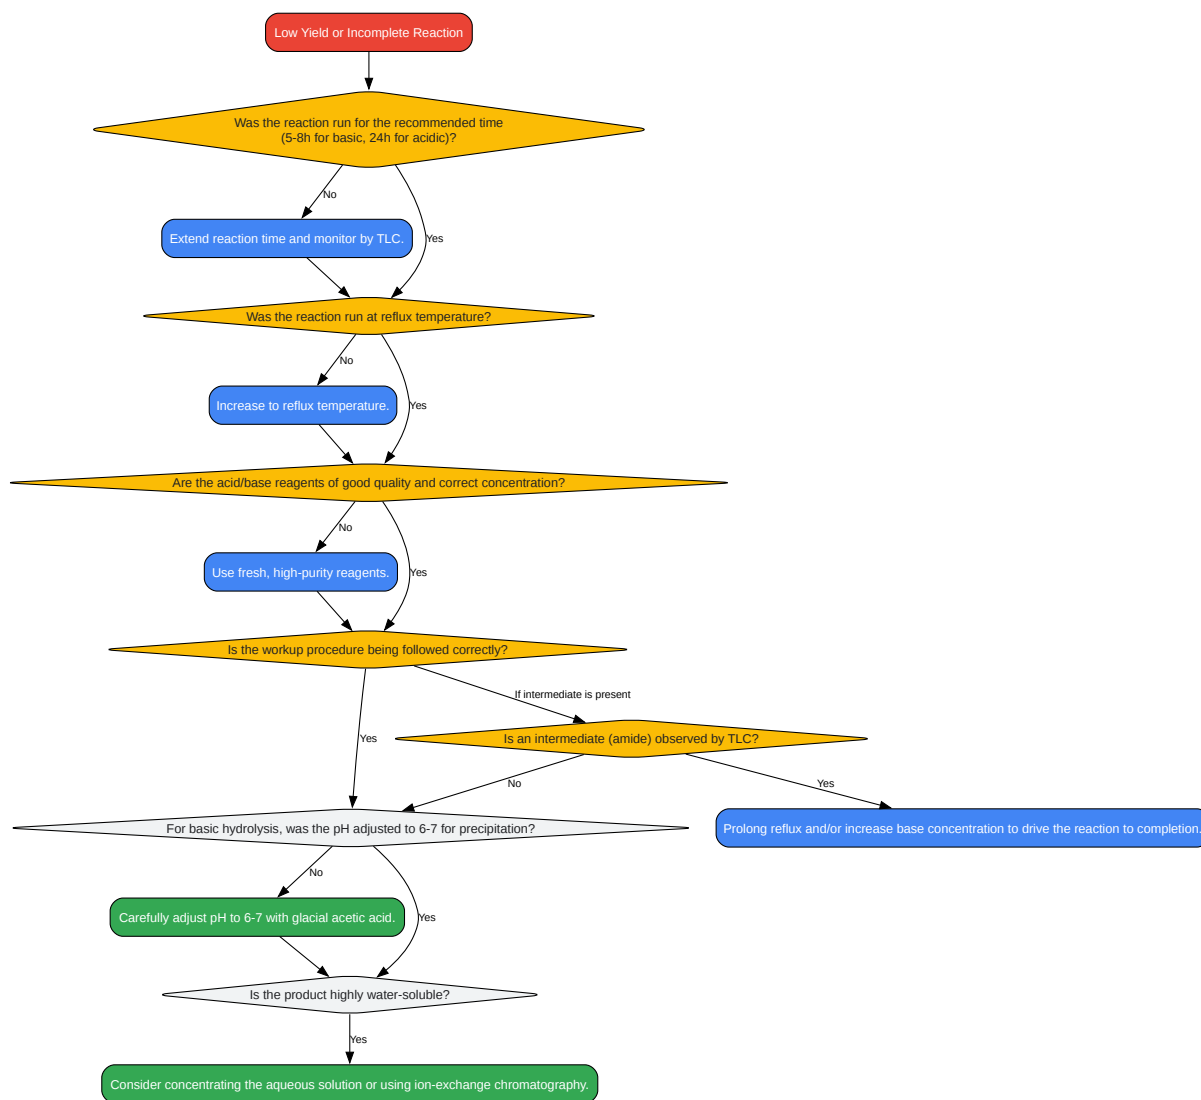 Low Yield or Incomplete Reaction
Was the reaction run for the recommended time
(5-8h for basic, 24h for acidic)?
No
Extend reaction time and monitor by TLC.
Yes
Was the reaction run at reflux temperature?
No
Increase to reflux temperature.
Yes
Are the acid/base reagents of good quality and correct concentration?
No
Use fresh, high-purity reagents.
Yes
Is the workup procedure being followed correctly?
If intermediate is present
Yes
Is an intermediate (amide) observed by TLC?
No
Yes
For basic hydrolysis, was the pH adjusted to 6-7 for precipitation?
Prolong reflux and/or increase base concentration to drive the reaction to completion.
No
Carefully adjust pH to 6-7 with glacial acetic acid.
Yes
Is the product highly water-soluble?
Yes
Consider concentrating the aqueous solution or using ion-exchange chromatography.